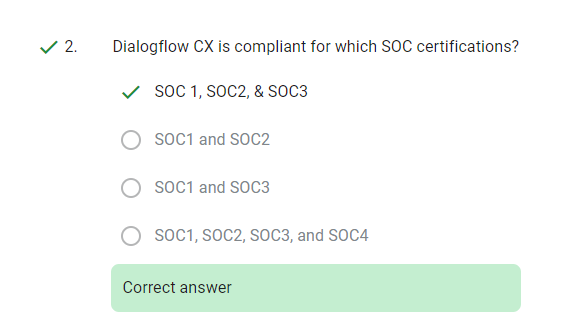 2. Dialogflow CX is compliant for which SOC certifications?
SOC 1, SOC2, & SOC3
SOC1 and SOC2
SOC1 and SOC3
SOC1, SOC2, SOC3, and SOC4
Correct answer